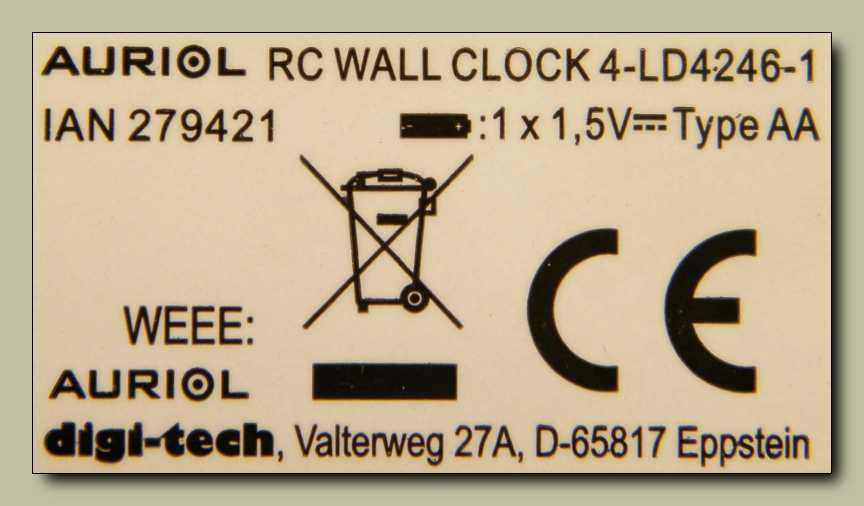 AURIOL RC WALL CLOCK 4-LD4246-1
IAN 279421 :1 x 1,5V⎓Type AA
WEEE:
AURIOL
CE
digi-tech, Valterweg 27A, D-65817 Eppstein